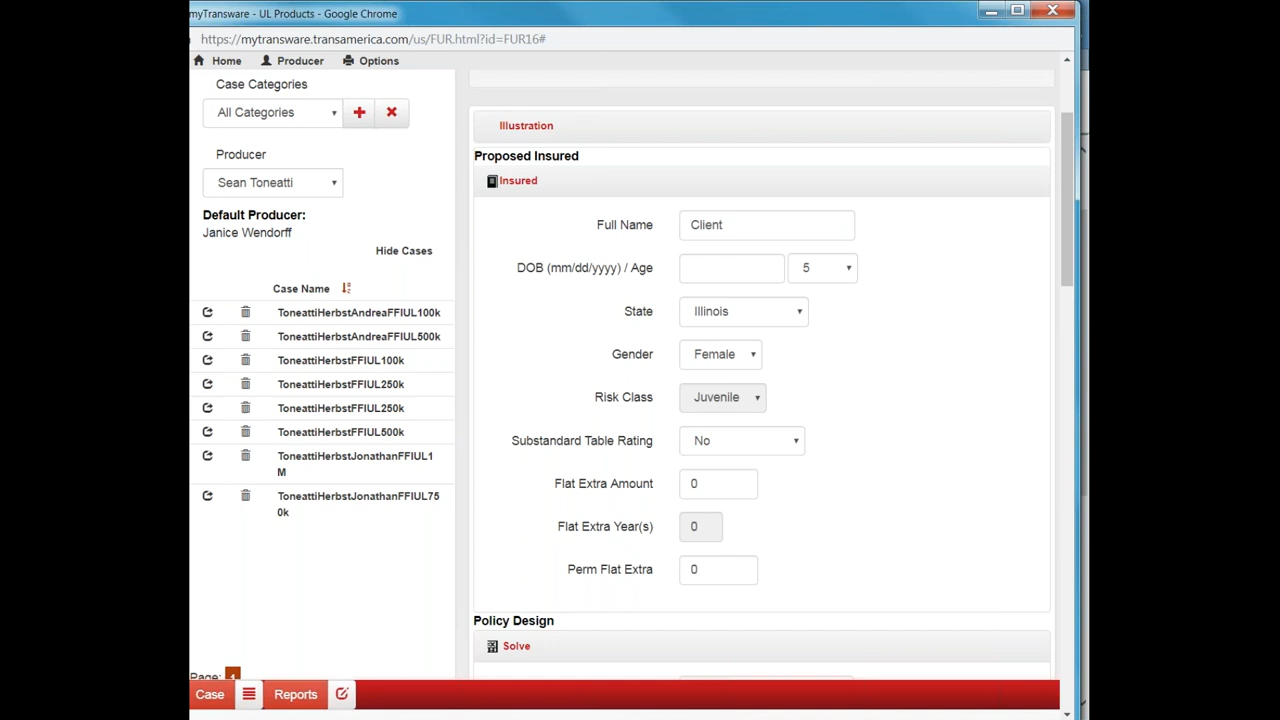 myTransware - UL Products - Google Chrome
https://mytransware.transamerica.com/us/FUR.html?id=FUR16#
Home Producer Options
Case Categories
All Categories
Producer
Sean Toneatti
Default Producer:
Janice Wendorff
Hide Cases
Case Name
ToneattiHerbstAndreaFFIUL100k
ToneattiHerbstAndreaFFIUL500k
ToneattiHerbstFFIUL100k
ToneattiHerbstFFIUL250k
ToneattiHerbstFFIUL250k
ToneattiHerbstFFIUL500k
ToneattiHerbstJonathanFFIUL1
M
ToneattiHerbstJonathanFFIUL75
0k
Page: 1
Case Reports
Illustration
Proposed Insured
Insured
Full Name Client
DOB (mm/dd/yyyy) / Age 5
State Illinois
Gender Female
Risk Class Juvenile
Substandard Table Rating No
Flat Extra Amount 0
Flat Extra Year(s) 0
Perm Flat Extra 0
Policy Design
Solve